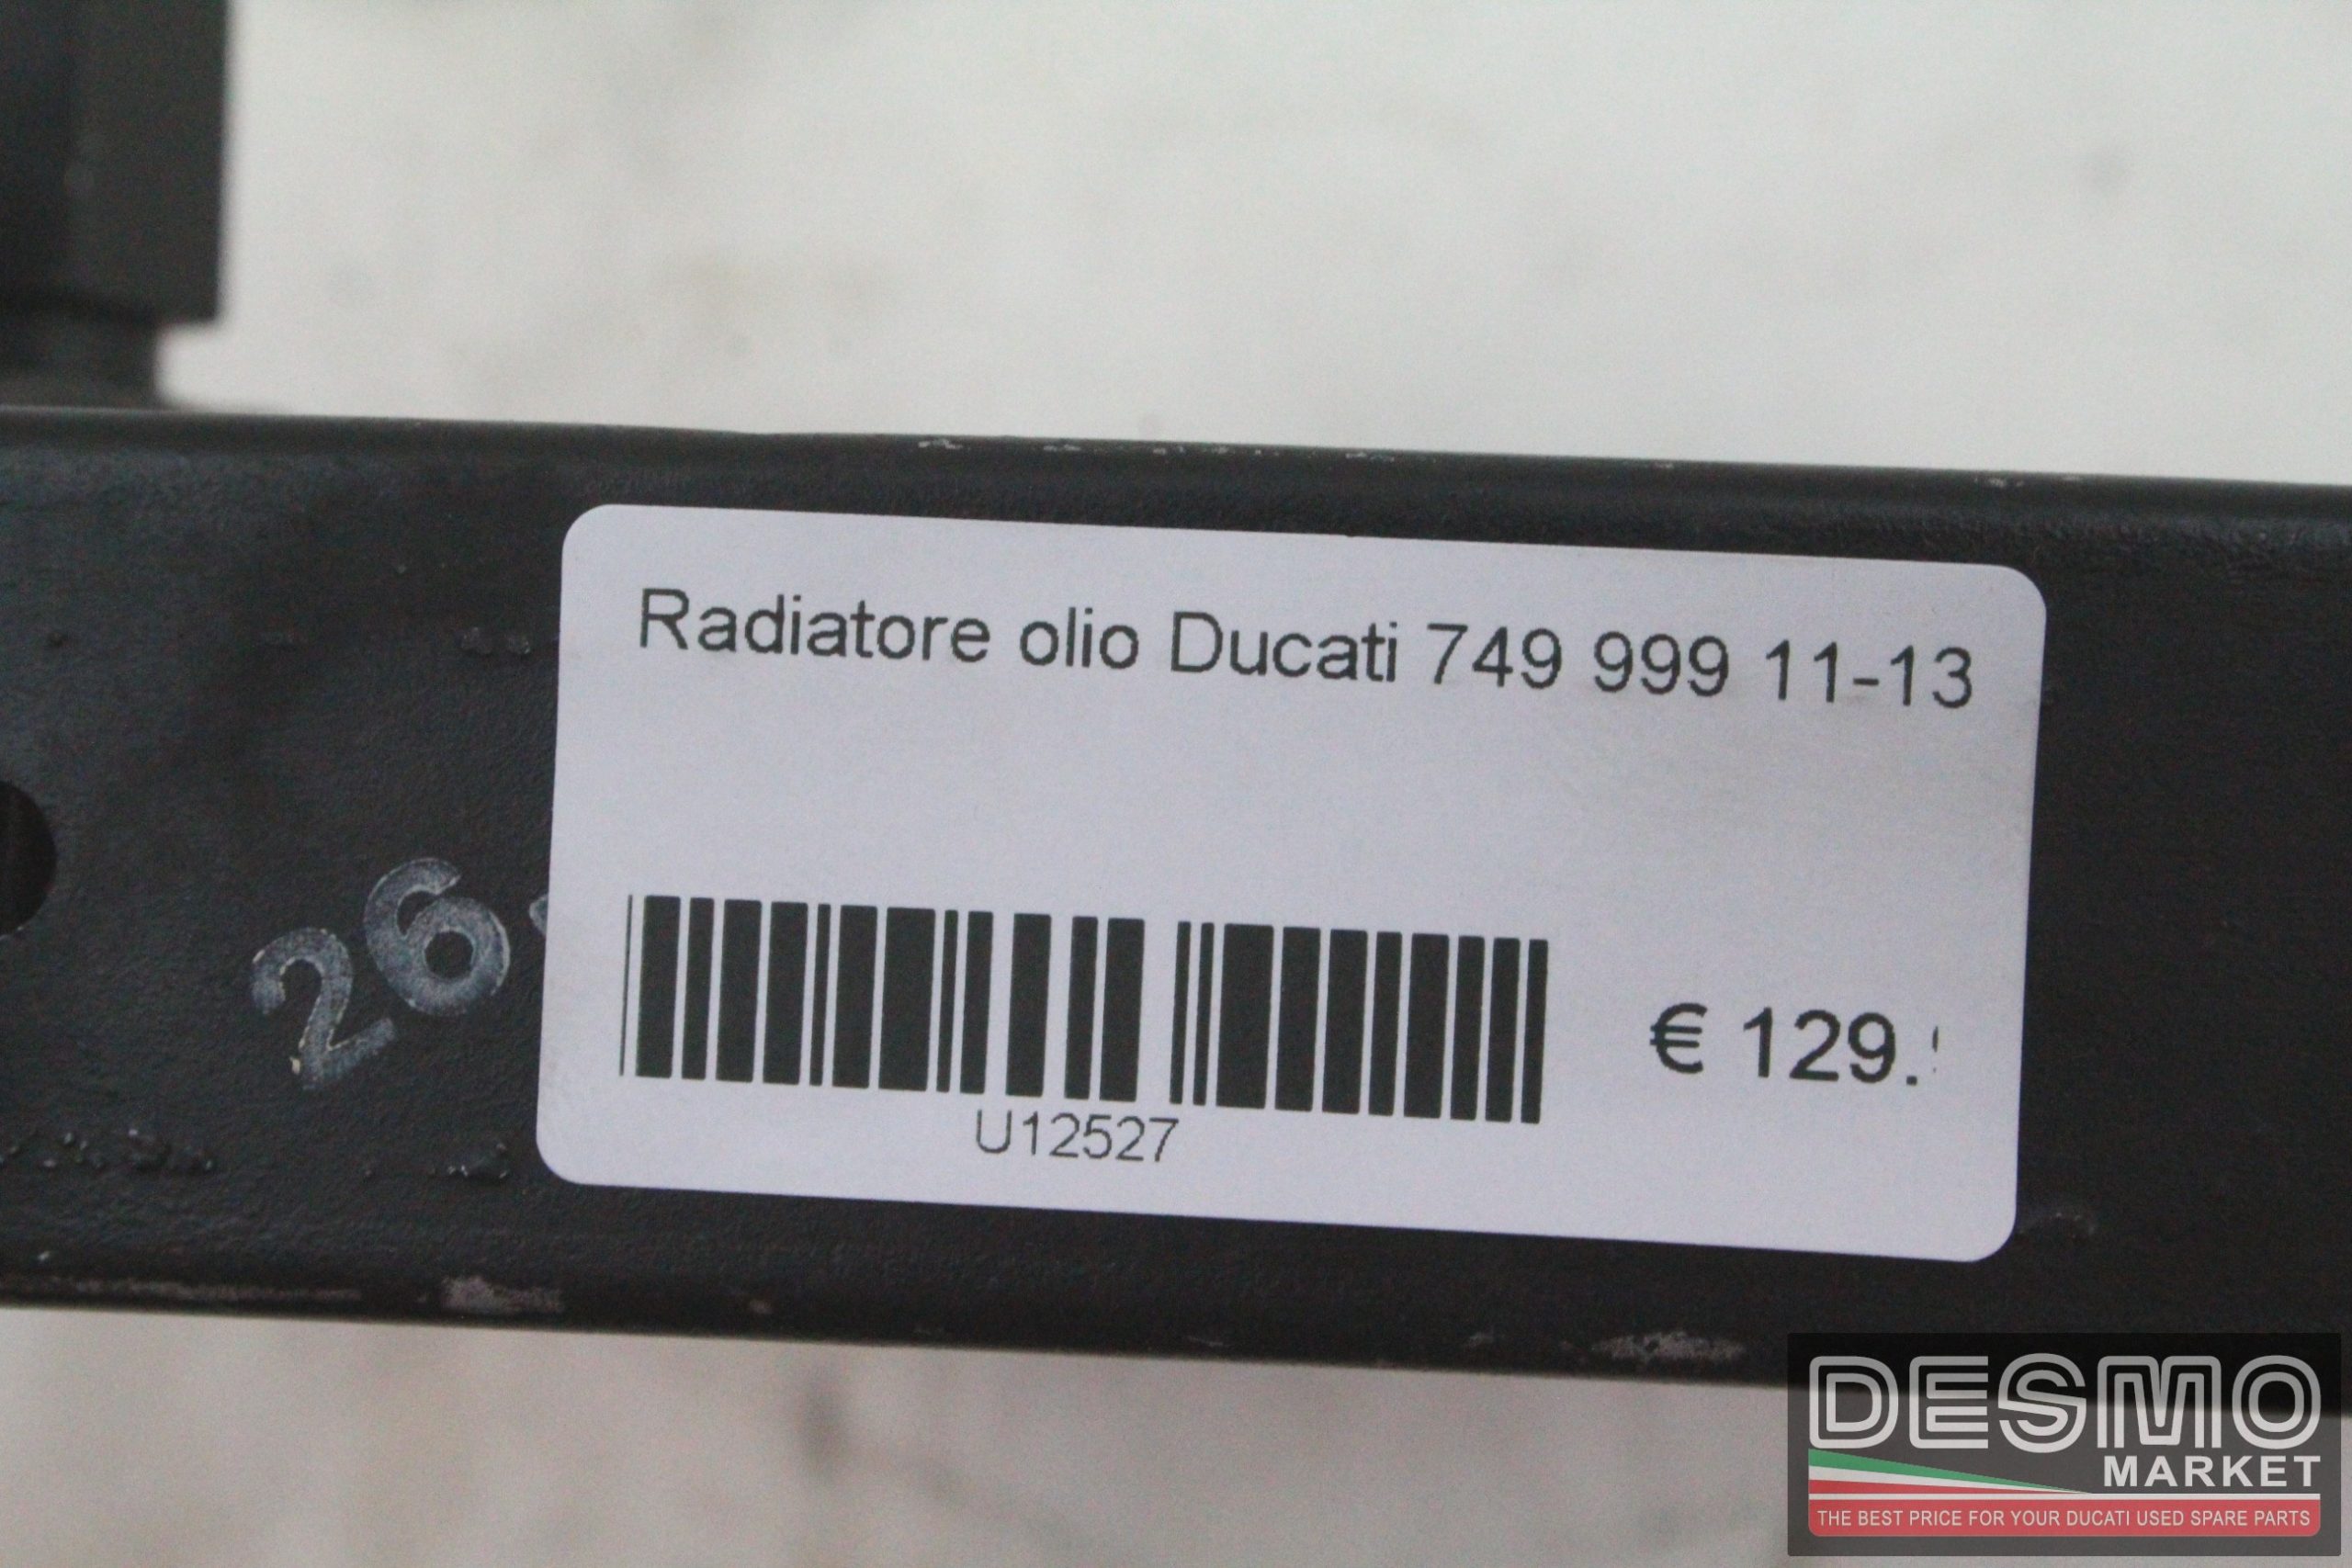 Radiatore olio Ducati 749 999 11-13
26
€ 129.
U12527
DESMO
MARKET
THE BEST PRICE FOR YOUR DUCATI USED SPARE PARTS